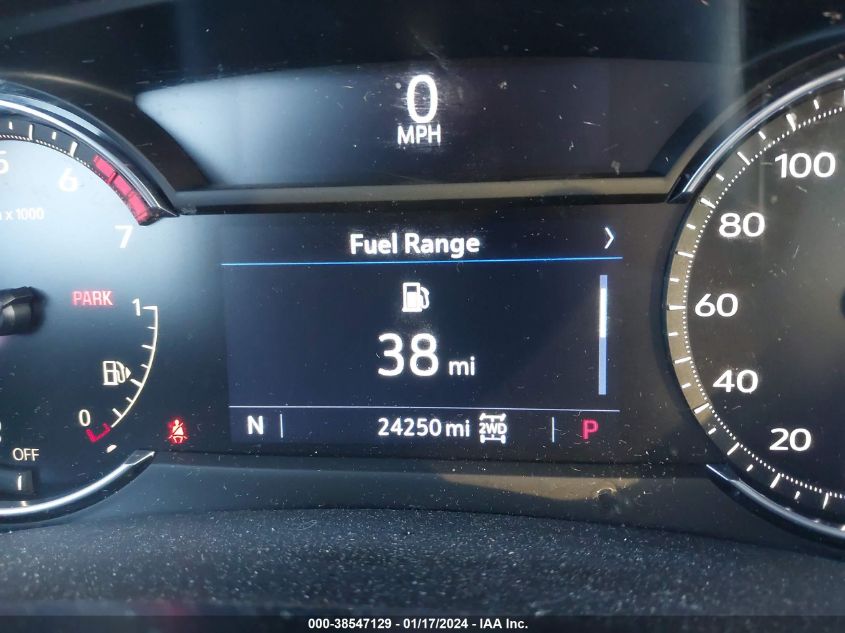 0
MPH
5
6
x 1000
7
PARK
1
0
OFF
Fuel Range
38 mi
N
24250 mi 2WD
P
100
80
60
40
20
000-38547129 - 01/17/2024 - IAA Inc.